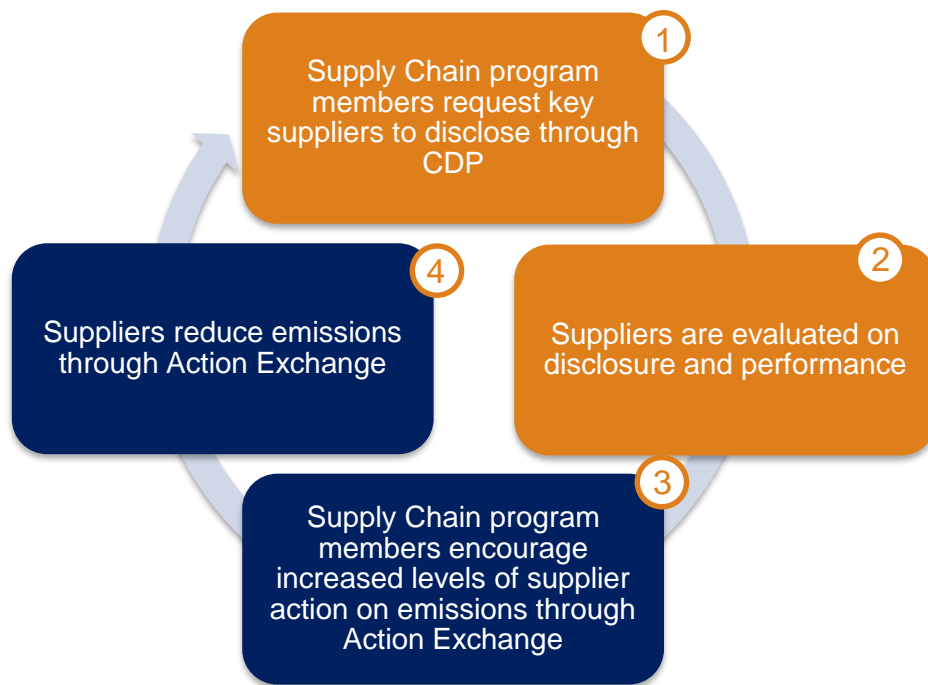 1
Supply Chain program
members request key
suppliers to disclose through
CDP
2
Suppliers are evaluated on
disclosure and performance
3
Supply Chain program
members encourage
increased levels of supplier
action on emissions through
Action Exchange
4
Suppliers reduce emissions
through Action Exchange